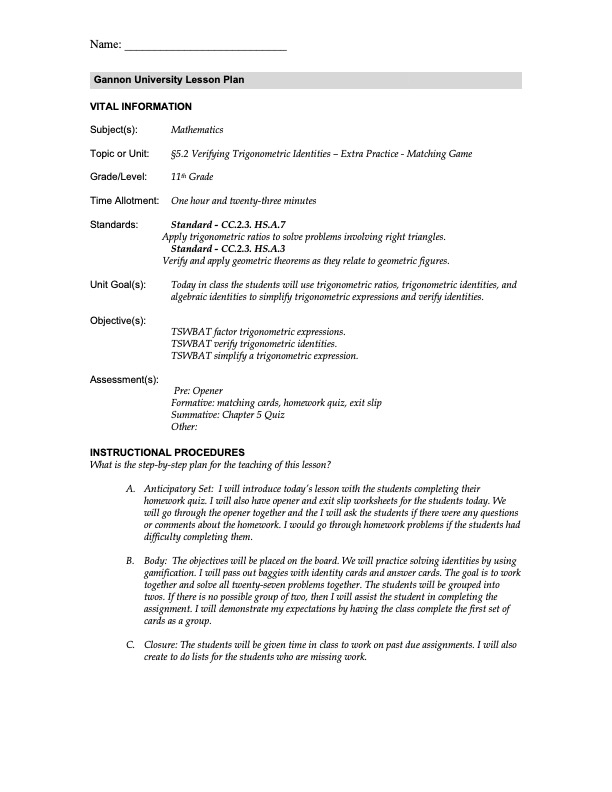 Name: ___________________________
Gannon University Lesson Plan
VITAL INFORMATION
Subject(s): Mathematics
Topic or Unit: §5.2 Verifying Trigonometric Identities – Extra Practice - Matching Game
Grade/Level: 11th Grade
Time Allotment: One hour and twenty-three minutes
Standards: Standard - CC.2.3. HS.A.7
Apply trigonometric ratios to solve problems involving right triangles.
Standard - CC.2.3. HS.A.3
Verify and apply geometric theorems as they relate to geometric figures.
Unit Goal(s): Today in class the students will use trigonometric ratios, trigonometric identities, and
algebraic identities to simplify trigonometric expressions and verify identities.
Objective(s):
TSWBAT factor trigonometric expressions.
TSWBAT verify trigonometric identities.
TSWBAT simplify a trigonometric expression.
Assessment(s):
Pre: Opener
Formative: matching cards, homework quiz, exit slip
Summative: Chapter 5 Quiz
Other:
INSTRUCTIONAL PROCEDURES
What is the step-by-step plan for the teaching of this lesson?
A. Anticipatory Set: I will introduce today's lesson with the students completing their
homework quiz. I will also have opener and exit slip worksheets for the students today. We
will go through the opener together and the I will ask the students if there were any questions
or comments about the homework. I would go through homework problems if the students had
difficulty completing them.
B. Body: The objectives will be placed on the board. We will practice solving identities by using
gamification. I will pass out baggies with identity cards and answer cards. The goal is to work
together and solve all twenty-seven problems together. The students will be grouped into
twos. If there is no possible group of two, then I will assist the student in completing the
assignment. I will demonstrate my expectations by having the class complete the first set of
cards as a group.
C. Closure: The students will be given time in class to work on past due assignments. I will also
create to do lists for the students who are missing work.